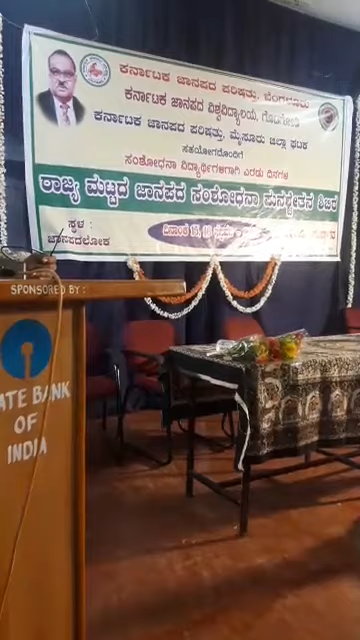 ಕರ್ನಾಟಕ ಜಾನಪದ ಪರಿಷತ್ತು, ಬೆಂಗಳೂರು
ಕರ್ನಾಟಕ ಜಾನಪದ ವಿಶ್ವವಿದ್ಯಾಲಯ, ಗೊಟಗೋಡಿ
ಕರ್ನಾಟಕ ಜಾನಪದ ಪರಿಷತ್ತು, ಮೈಸೂರು ಜಿಲ್ಲಾ ಘಟಕ
ಸಹಯೋಗದೊಂದಿಗೆ
ಸಂಶೋಧನಾ ವಿದ್ಯಾರ್ಥಿಗಳಿಗಾಗಿ ಎರಡು ದಿನಗಳ
ರಾಜ್ಯ ಮಟ್ಟದ ಜಾನಪದ ಸಂಶೋಧನಾ ಪುನಶ್ಚೇತನ ಶಿಬಿರ
ಸ್ಥಳ :
ಜಾನಪದಲೋಕ
ದಿನಾಂಕ
SPONSORED BY :
STATE BANK
OF
INDIA